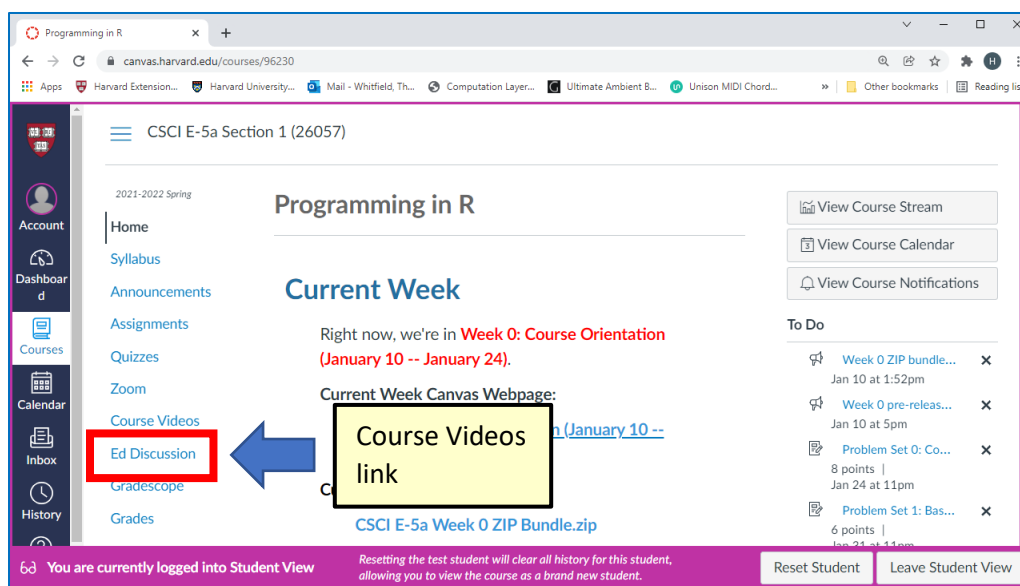 Programming in R
canvas.harvard.edu/courses/96230
H
Apps
Harvard Extension...
Harvard University...
Mail - Whitfield, Th...
Computation Layer...
Ultimate Ambient B...
Unison MIDI Chord...
»
Other bookmarks
Reading lis
CSCI E-5a Section 1 (26057)
Account
Dashboar
d
Courses
Calendar
Inbox
History
2021-2022 Spring
Home
Syllabus
Announcements
Assignments
Quizzes
Zoom
Course Videos
Ed Discussion
Gradescope
Grades
Programming in R
Current Week
Right now, we're in Week 0: Course Orientation
(January 10 -- January 24).
Current Week Canvas Webpage:
(January 10 --
CSCI E-5a Week 0 ZIP Bundle.zip
Course Videos
link
View Course Stream
View Course Calendar
View Course Notifications
To Do
Week 0 ZIP bundle...
Jan 10 at 1:52pm
Week 0 pre-releas...
Jan 10 at 5pm
Problem Set 0: Co...
8 points |
Jan 24 at 11pm
Problem Set 1: Bas...
6 points |
Jan 31 at 11pm
You are currently logged into Student View
Resetting the test student will clear all history for this student,
allowing you to view the course as a brand new student.
Reset Student
Leave Student View